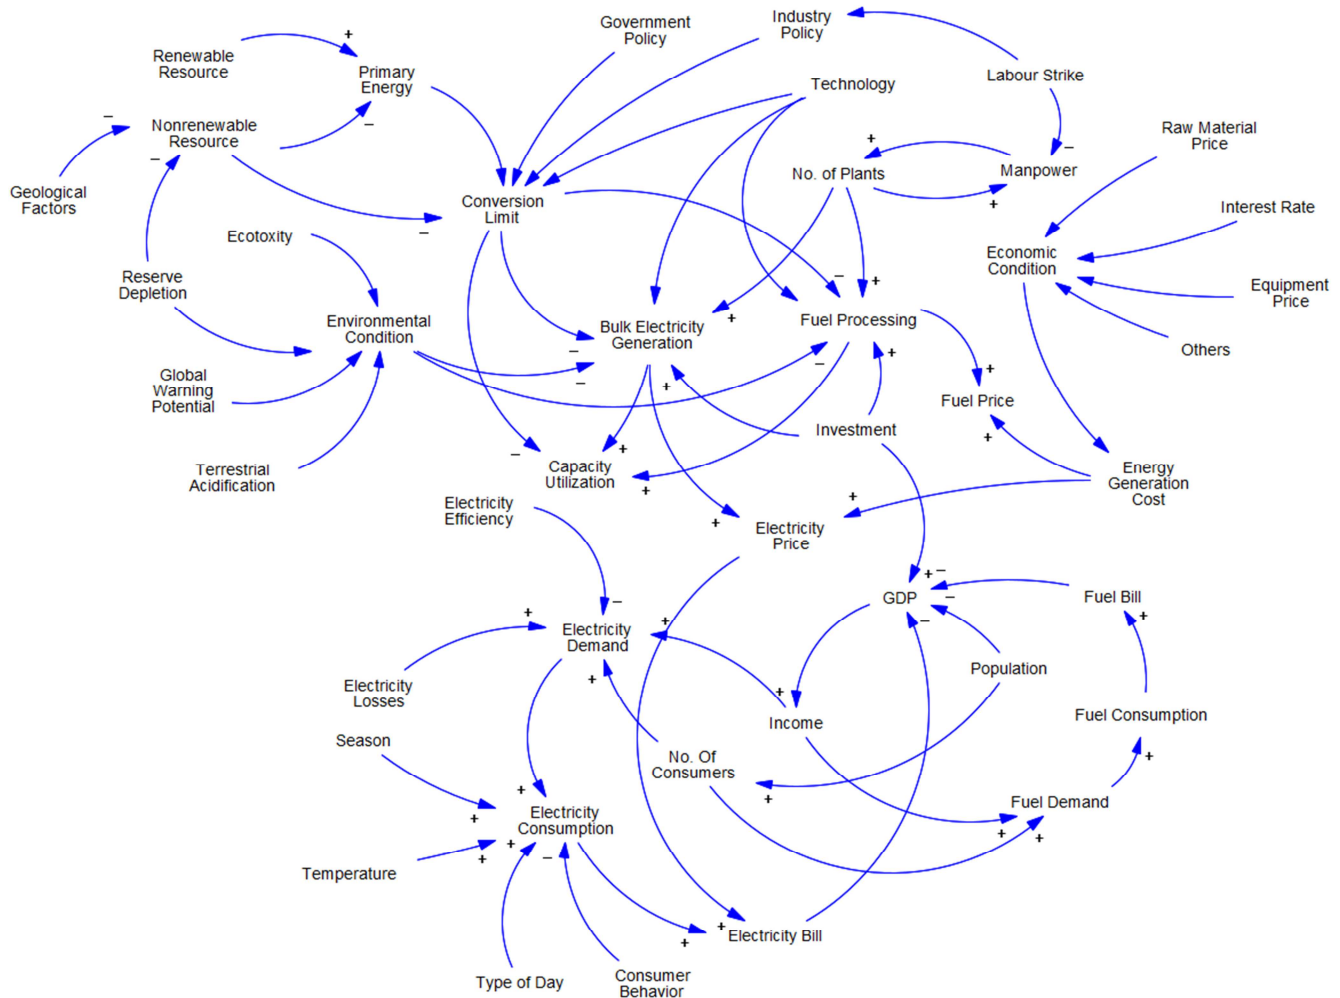 Government
Policy
Industry
Policy
Renewable
Resource
Primary
Energy
Technology
Labour Strike
Nonrenewable
Resource
Raw Material
Price
Geological
Factors
No. of Plants
Manpower
Conversion
Limit
Interest Rate
Ecotoxity
Economic
Condition
Reserve
Depletion
Equipment
Price
Environmental
Condition
Bulk Electricity
Generation
Fuel Processing
Others
Global
Warning
Potential
Fuel Price
Investment
Terrestrial
Acidification
Capacity
Utilization
Energy
Generation
Cost
Electricity
Efficiency
Electricity
Price
GDP
Fuel Bill
Electricity
Demand
Population
Electricity
Losses
Income
Fuel Consumption
Season
No. Of
Consumers
Fuel Demand
Electricity
Consumption
Temperature
Electricity Bill
Type of Day
Consumer
Behavior